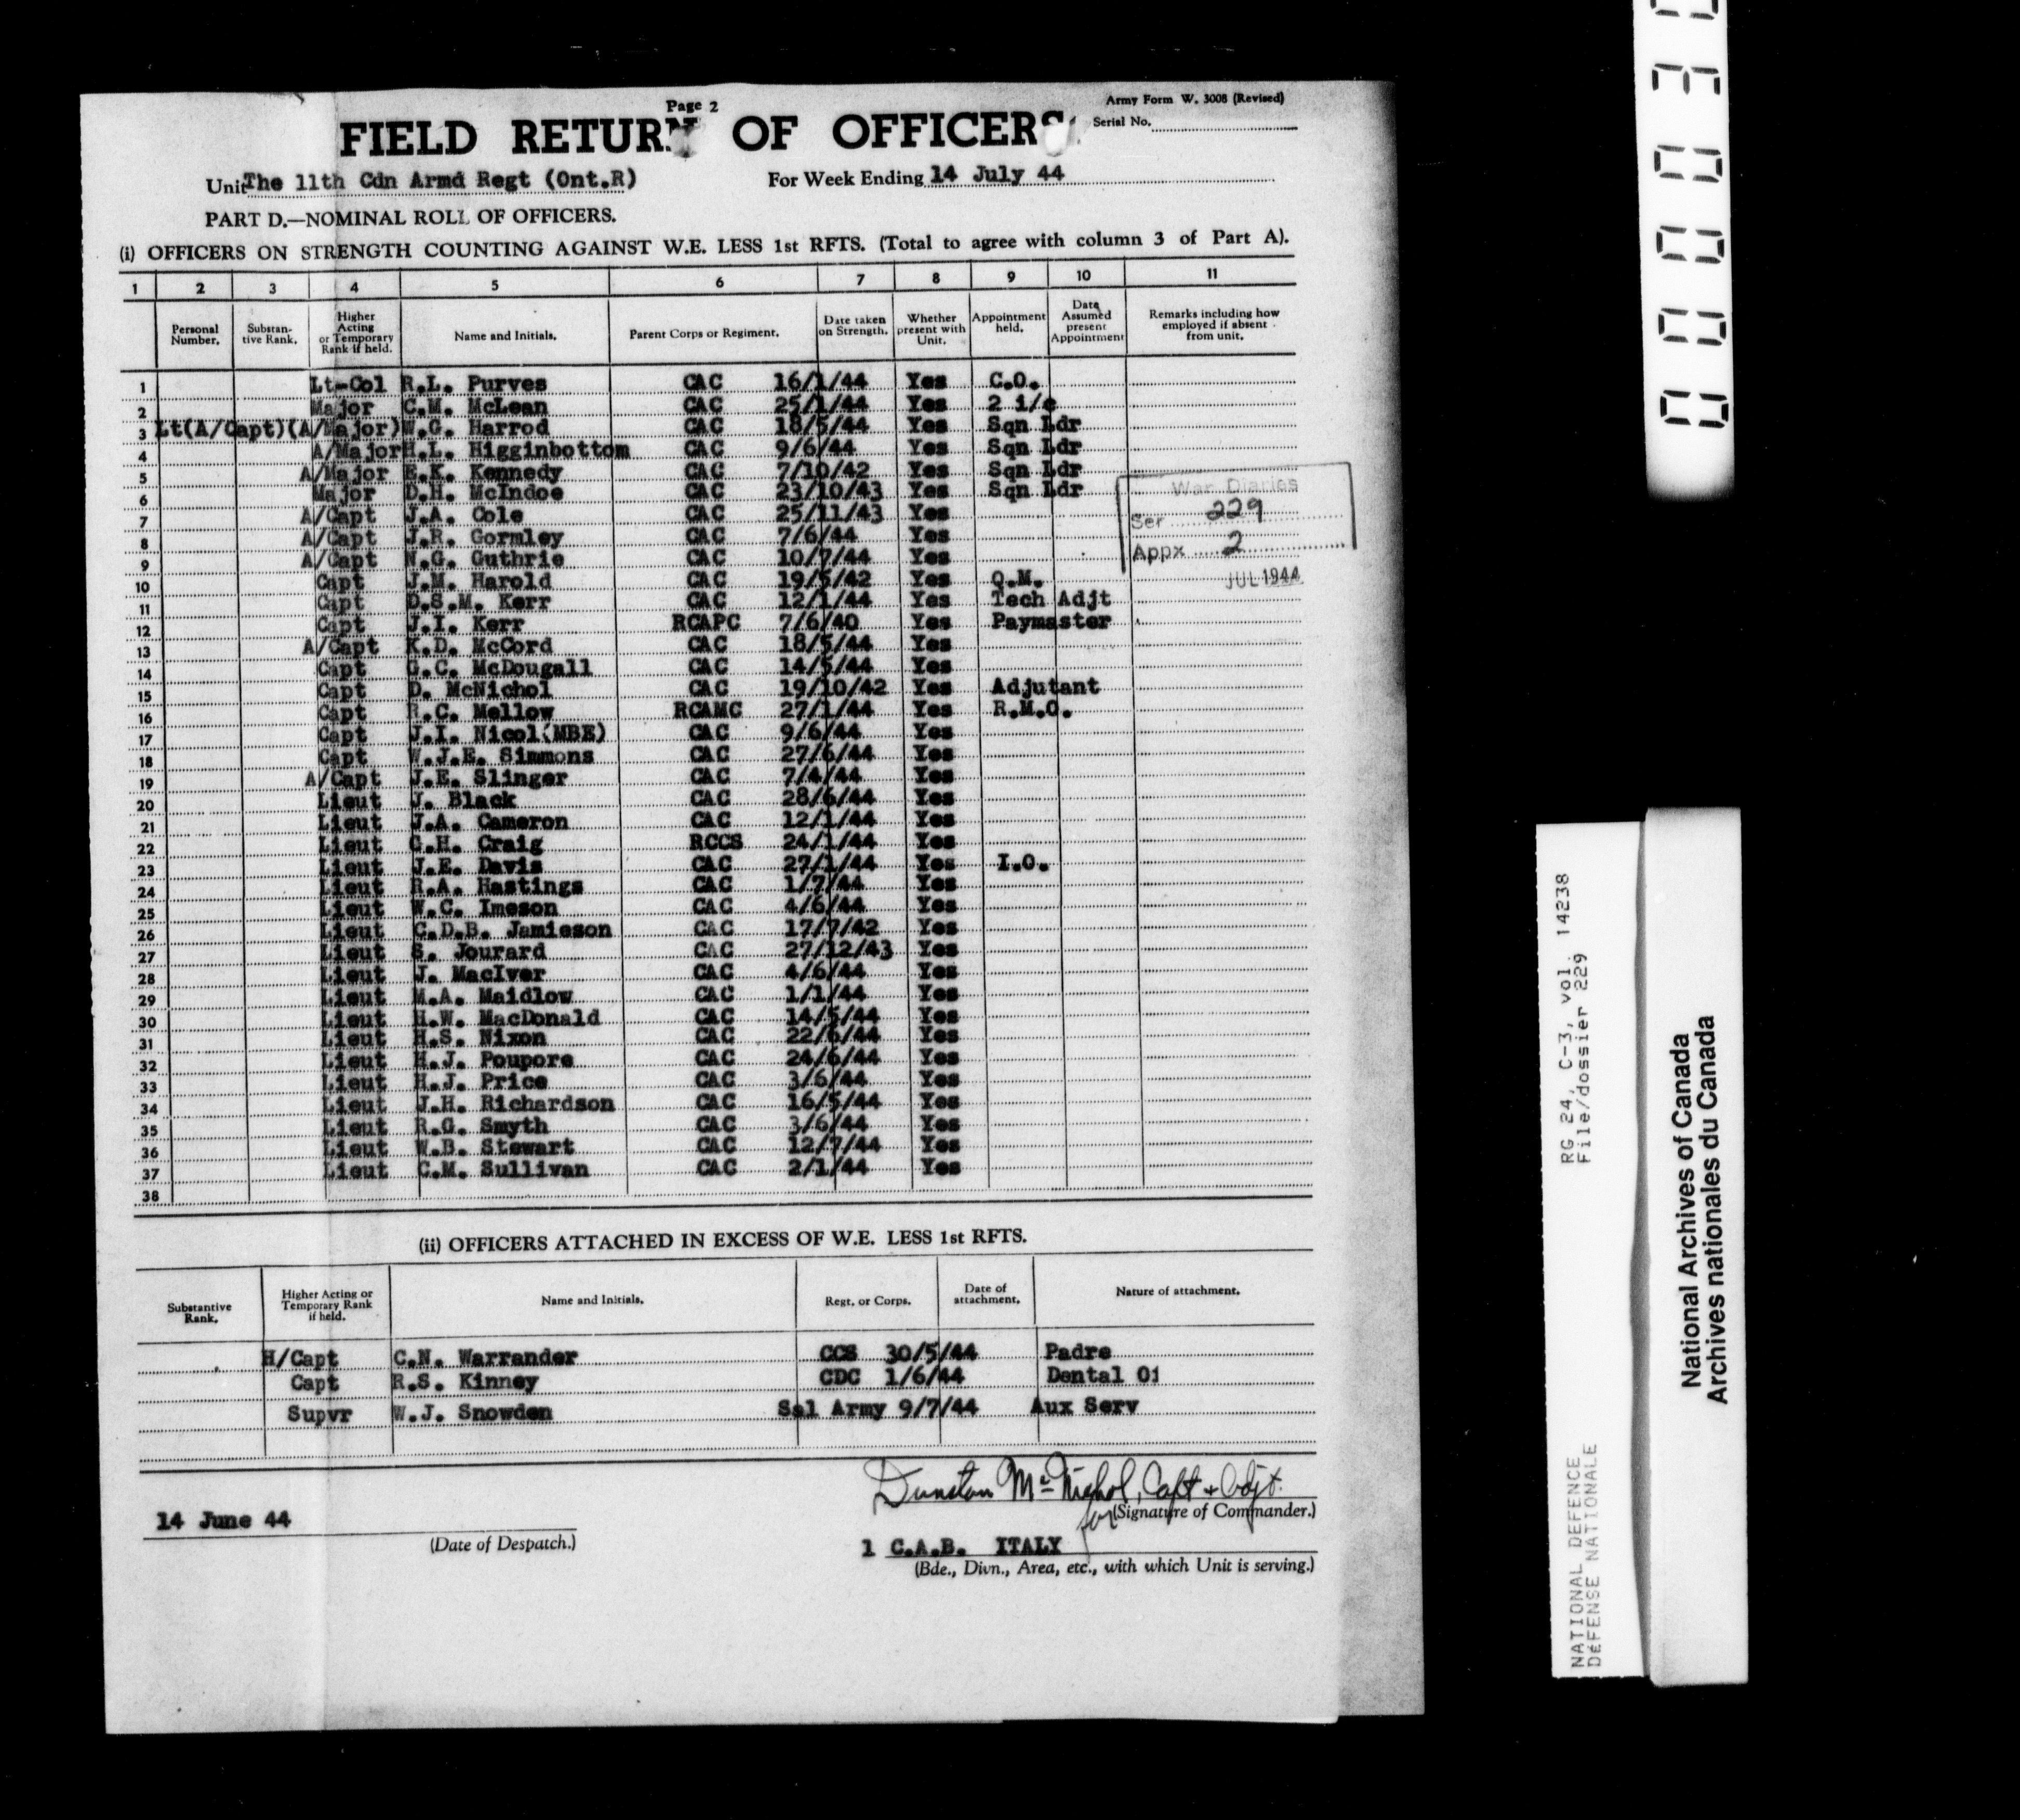 Page 2
Army Form W. 3008 (Revised)
FIELD RETURN OF OFFICERS
Serial No.
Unit The 11th Cdn Armd Regt (Ont.R) For Week Ending 14 July 44
PART D.—NOMINAL ROLL OF OFFICERS.
(i) OFFICERS ON STRENGTH COUNTING AGAINST W.E. LESS 1st RFTS. (Total to agree with column 3 of Part A).
1 2 3 4 5 6 7 8 9 10 11
Personal Number. Substantive Rank. Higher Acting or Temporary Rank if held. Name and Initials. Parent Corps or Regiment. Date taken on Strength. Whether present with Unit. Appointment held. Date Assumed present Appointment Remarks including how employed if absent from unit.
1 Lt-Col R.L. Purves CAC 16/1/44 Yes C.O.
2 Major C.M. McLean CAC 25/1/44 Yes 2 i/c
3 Lt(A/Capt)(A/Major) W.G. Harrod CAC 18/5/44 Yes Sqn Ldr
4 A/Major H.L. Higginbottom CAC 9/6/44 Yes Sqn Ldr
5 A/Major E.K. Kennedy CAC 7/10/42 Yes Sqn Ldr
6 Major D.H. McIndoe CAC 23/10/43 Yes Sqn Ldr
7 A/Capt J.A. Cole CAC 25/11/43 Yes
8 A/Capt J.R. Gormley CAC 7/6/44 Yes
9 A/Capt N.G. Guthrie CAC 10/7/44 Yes
10 Capt J.M. Harold CAC 19/5/42 Yes Q.M.
11 Capt D.S.M. Kerr CAC 12/1/44 Yes Tech Adjt
12 Capt J.I. Kerr RCAPC 7/6/40 Yes Paymaster
13 A/Capt K.D. McCord CAC 18/5/44 Yes
14 Capt G.C. McDougall CAC 14/5/44 Yes
15 Capt D. McNichol CAC 19/10/42 Yes Adjutant
16 Capt R.C. Mellow RCAMC 27/1/44 Yes R.M.O.
17 Capt J.I. Nicol(MBE) CAC 9/6/44 Yes
18 Capt W.J.E. Simmons CAC 27/6/44 Yes
19 A/Capt J.E. Slinger CAC 7/4/44 Yes
20 Lieut J. Black CAC 28/6/44 Yes
21 Lieut J.A. Cameron CAC 12/1/44 Yes
22 Lieut C.H. Craig RCCS 24/1/44 Yes
23 Lieut J.E. Davis CAC 27/1/44 Yes I.O.
24 Lieut R.A. Hastings CAC 1/7/44 Yes
25 Lieut W.C. Imeson CAC 4/6/44 Yes
26 Lieut C.D.B. Jamieson CAC 17/7/42 Yes
27 Lieut S. Jourard CAC 27/12/43 Yes
28 Lieut J. MacIver CAC 4/6/44 Yes
29 Lieut M.A. Maidlow CAC 1/1/44 Yes
30 Lieut H.W. MacDonald CAC 14/5/44 Yes
31 Lieut H.S. Nixon CAC 22/6/44 Yes
32 Lieut H.J. Poupore CAC 24/6/44 Yes
33 Lieut H.J. Price CAC 3/6/44 Yes
34 Lieut J.H. Richardson CAC 16/5/44 Yes
35 Lieut R.G. Smyth CAC 3/6/44 Yes
36 Lieut W.B. Stewart CAC 12/7/44 Yes
37 Lieut C.M. Sullivan CAC 2/1/44 Yes
38
War Diaries
Ser 229
Appx 2
JUL 1944
(ii) OFFICERS ATTACHED IN EXCESS OF W.E. LESS 1st RFTS.
Substantive Rank. Higher Acting or Temporary Rank if held. Name and Initials. Regt. or Corps. Date of attachment. Nature of attachment.
H/Capt C.N. Warrander CCS 30/5/44 Padre
Capt R.S. Kinney CDC 1/6/44 Dental Of
Supvr W.J. Snowden Sal Army 9/7/44 Aux Serv
Dunstan McNichol, Capt & Adjt.
for (Signature of Commander.)
14 June 44
(Date of Despatch.)
1 C.A.B. ITALY
(Bde., Divn., Area, etc., with which Unit is serving.)
RG 24, C-3, vol. 14238
File/dossier 229
NATIONAL DEFENCE
DÉFENSE NATIONALE
National Archives of Canada
Archives nationales du Canada